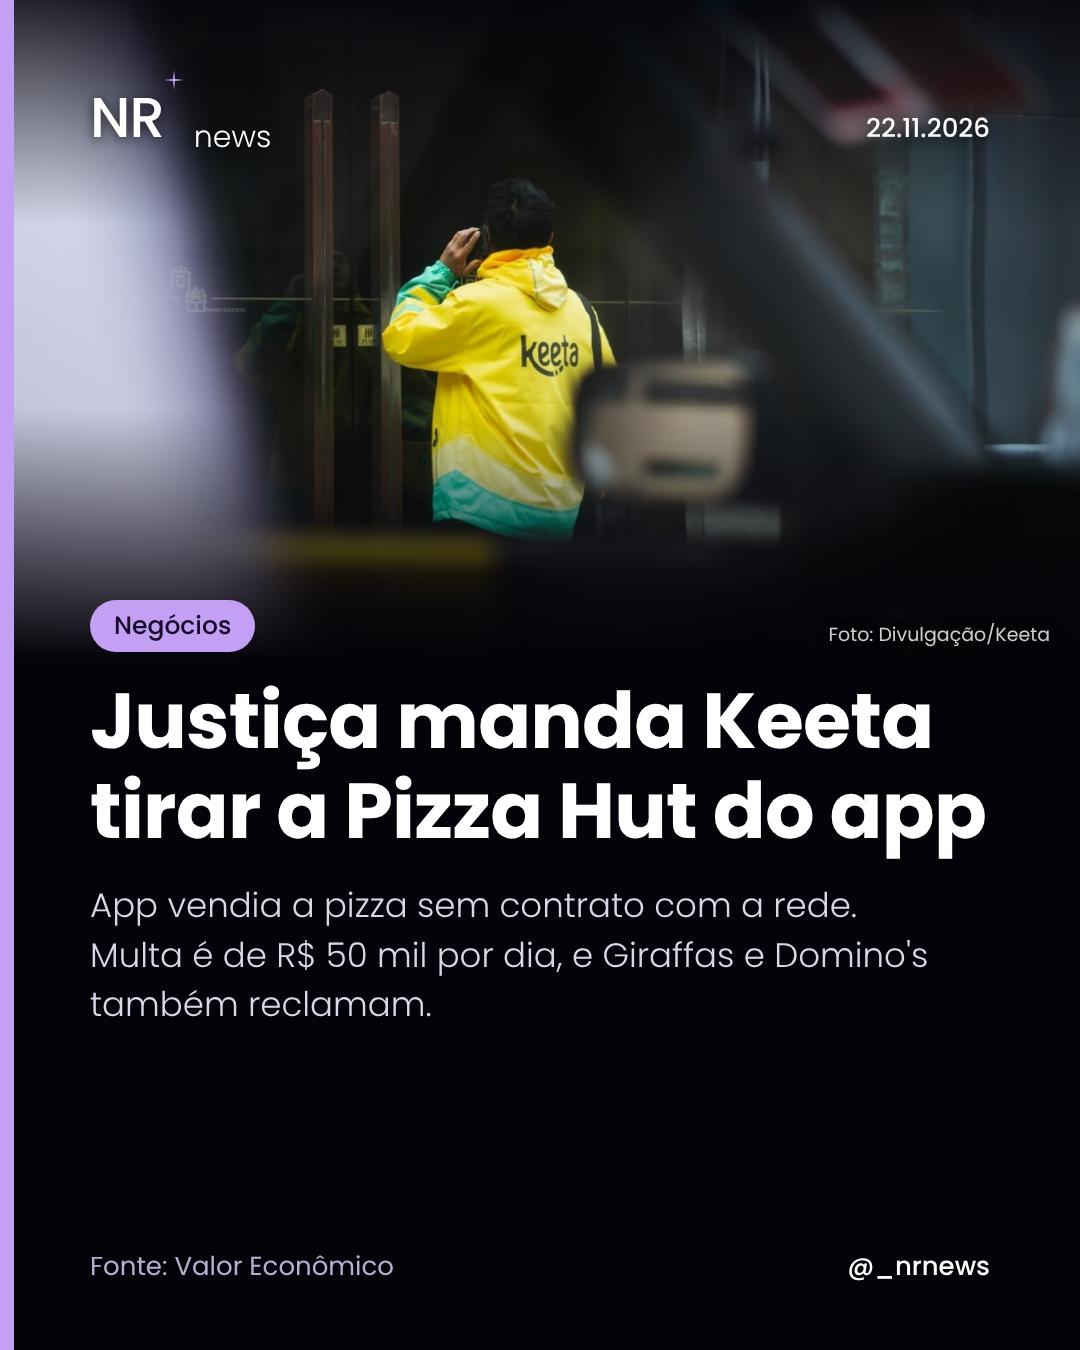 NR news
22.11.2026
keeta
Negócios
Foto: Divulgação/Keeta
Justiça manda Keeta
tirar a Pizza Hut do app
App vendia a pizza sem contrato com a rede.
Multa é de R$ 50 mil por dia, e Giraffas e Domino's
também reclamam.
Fonte: Valor Econômico
@_nrnews